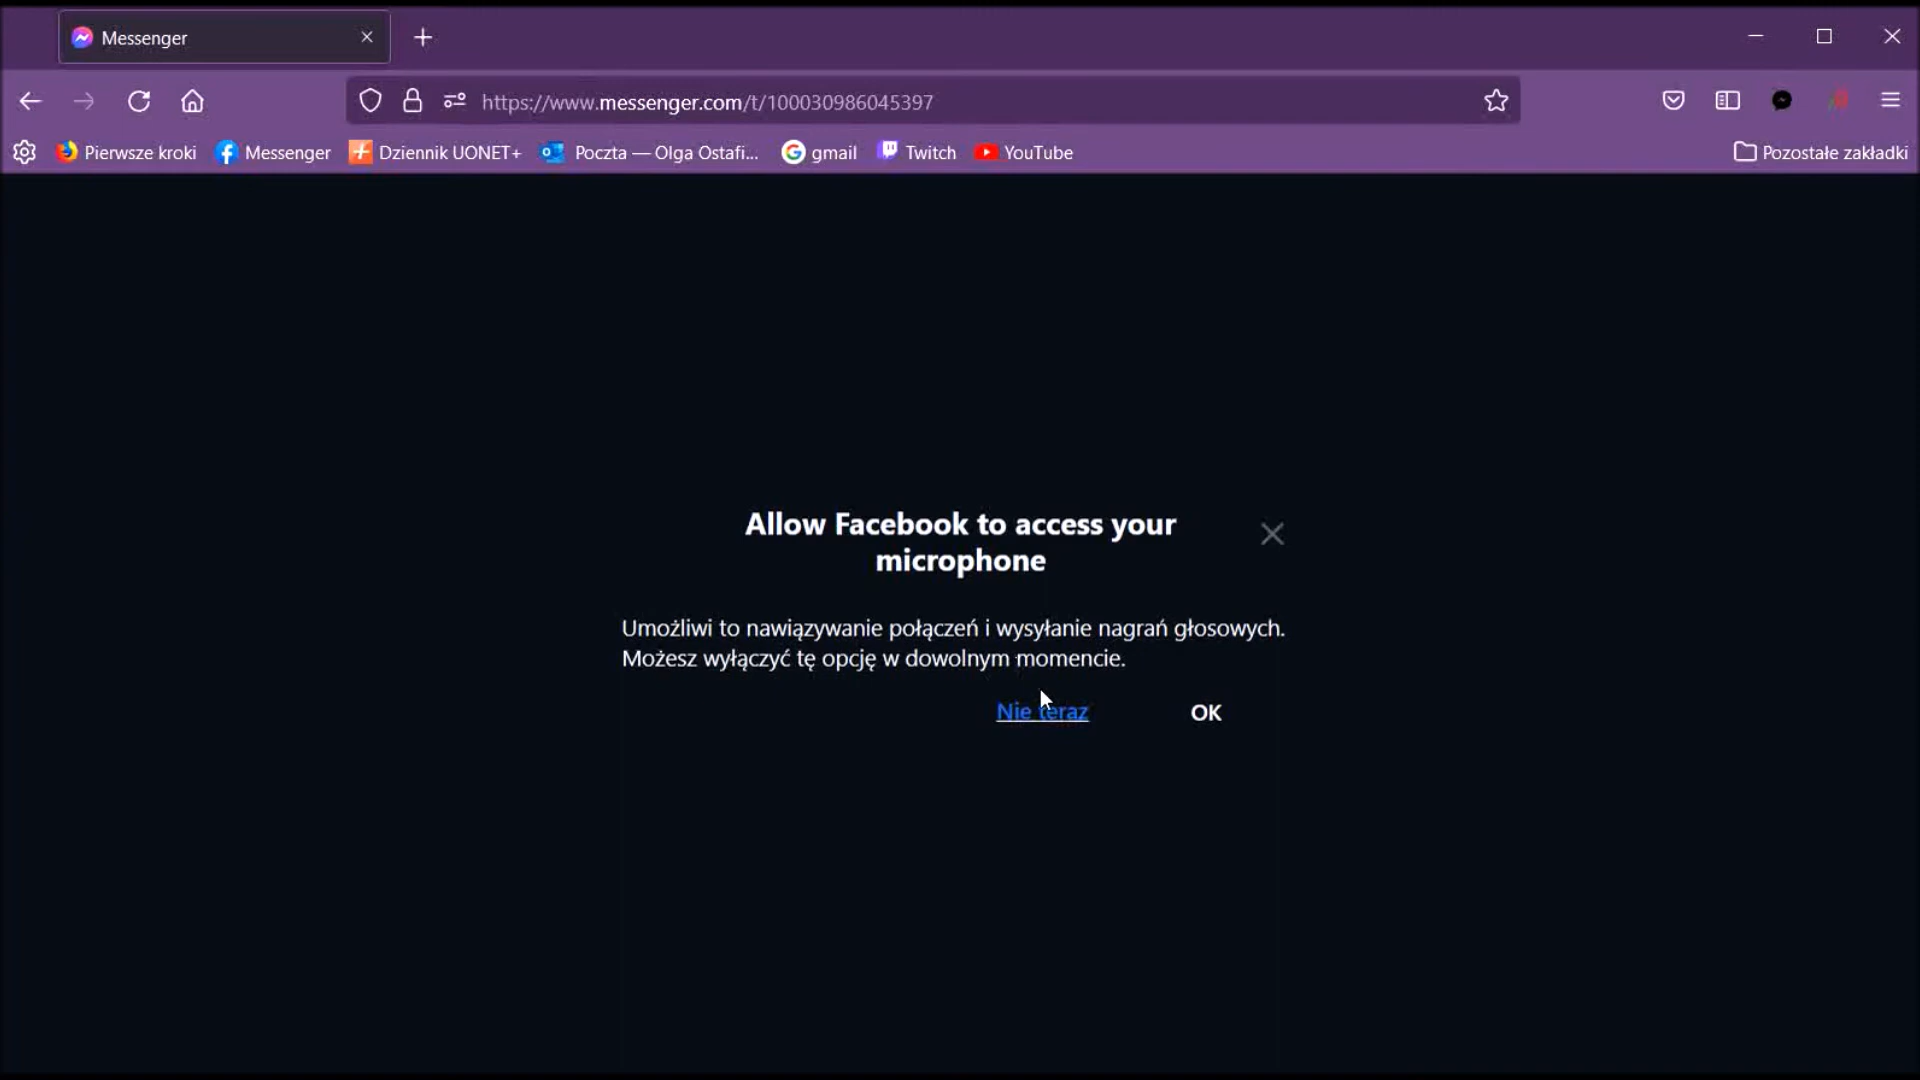 Messenger
https://www.messenger.com/t/100030986045397
Pierwsze kroki Messenger Dziennik UONET+ Poczta — Olga Ostafi... gmail Twitch YouTube Pozostałe zakładki
Allow Facebook to access your
microphone
Umożliwi to nawiązywanie połączeń i wysyłanie nagrań głosowych.
Możesz wyłączyć tę opcję w dowolnym momencie.
Nie teraz OK